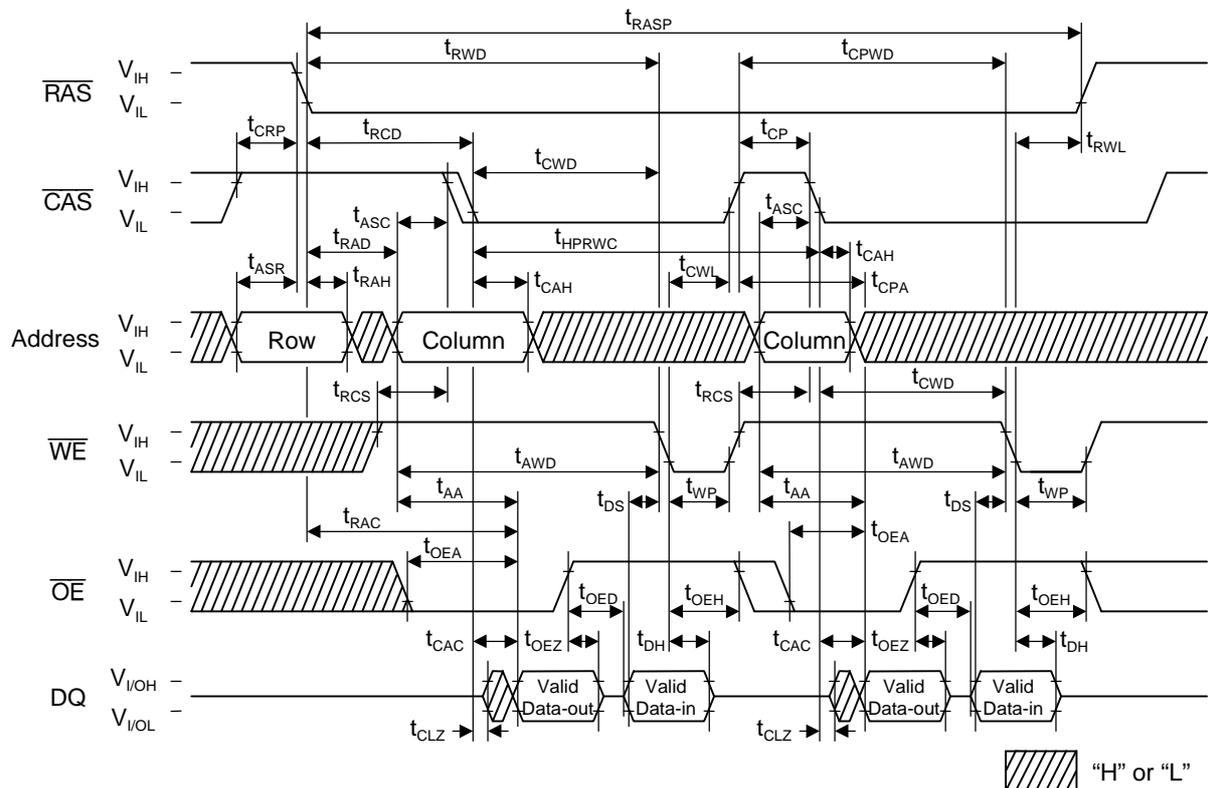 tRASP
tRWD
tCPWD
RAS
VIH
VIL
tCRP
tRCD
tCP
tRWL
CAS
VIH
VIL
tCWD
tASC
tASC
tRAD
tHPRWC
tCAH
tASR
tRAH
tCAH
tCWL
tCPA
Address
VIH
VIL
Row
Column
Column
tRCS
tRCS
tCWD
WE
VIH
VIL
tAWD
tAWD
tAA
tDS
tWP
tAA
tDS
tWP
tRAC
tOEA
tOEA
OE
VIH
VIL
tOED
tOEH
tOED
tOEH
tCAC
tOEZ
tDH
tCAC
tOEZ
tDH
DQ
VI/OH
VI/OL
Valid
Data-out
Valid
Data-in
Valid
Data-out
Valid
Data-in
tCLZ
tCLZ
“H” or “L”